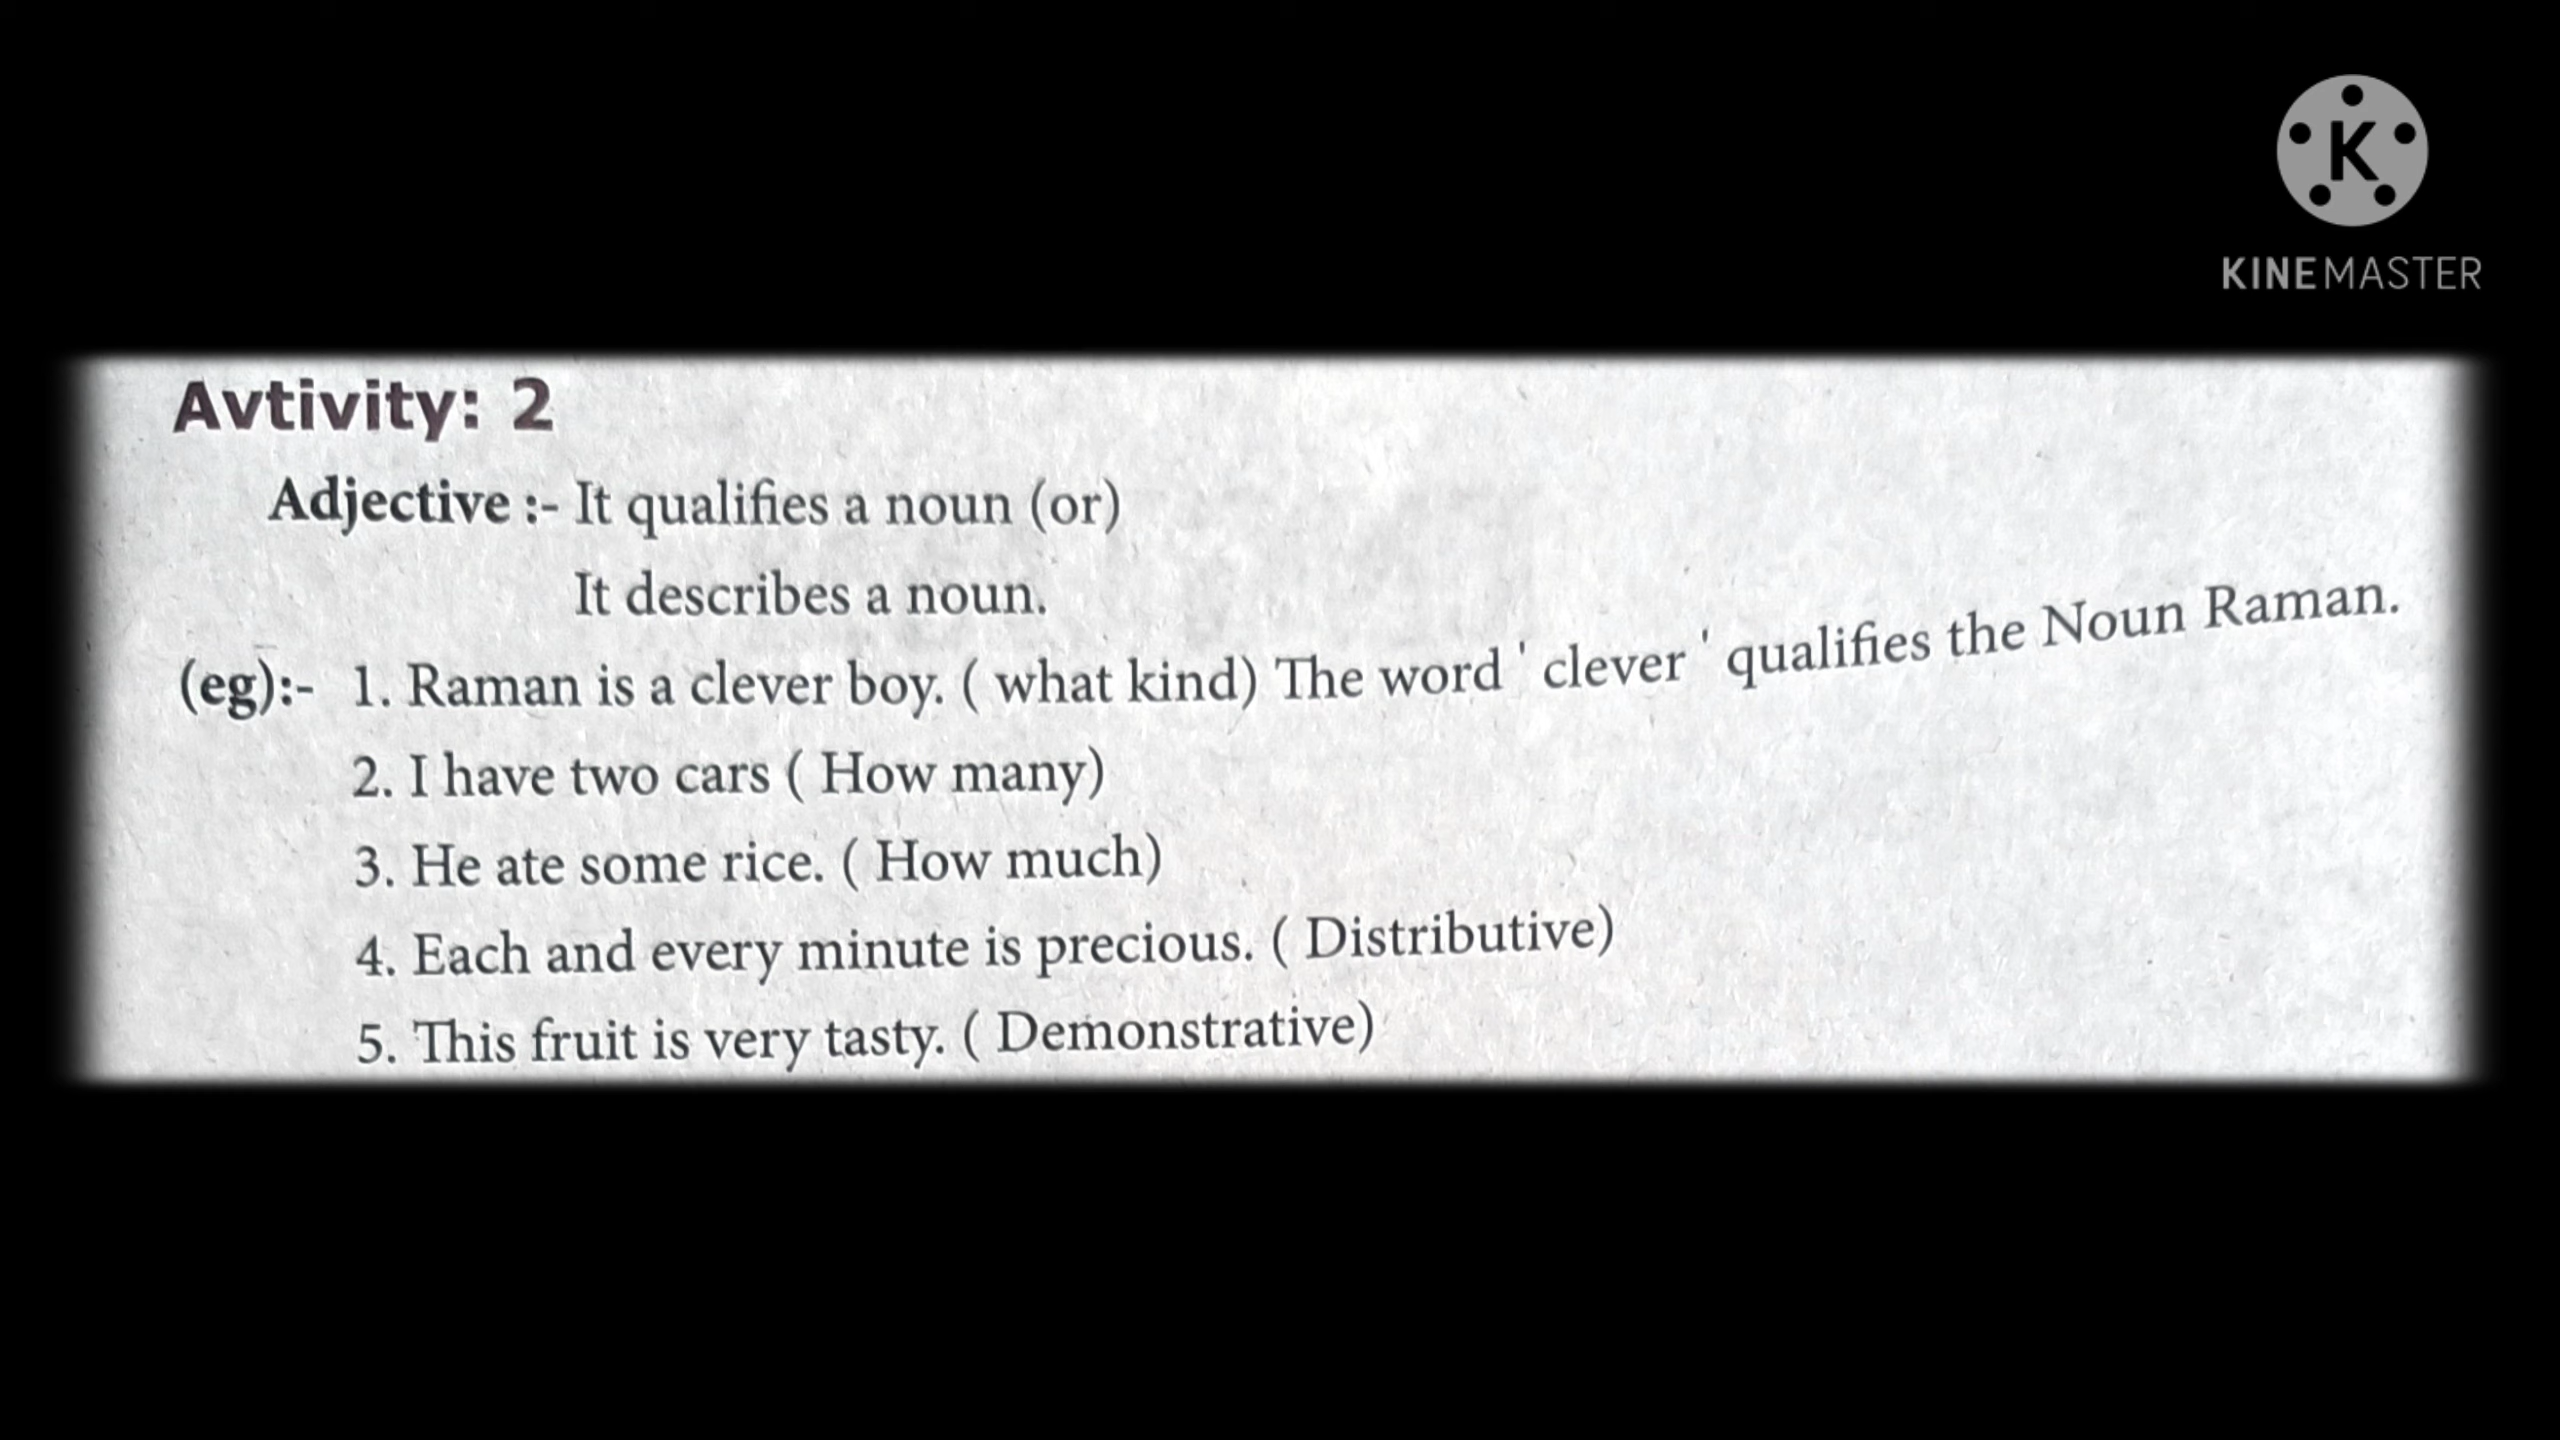 K
KINEMASTER
Avtivity: 2
Adjective :- It qualifies a noun (or)
It describes a noun.
(eg):- 1. Raman is a clever boy. ( what kind) The word ' clever ' qualifies the Noun Raman.
2. I have two cars ( How many)
3. He ate some rice. ( How much)
4. Each and every minute is precious. ( Distributive)
5. This fruit is very tasty. ( Demonstrative)